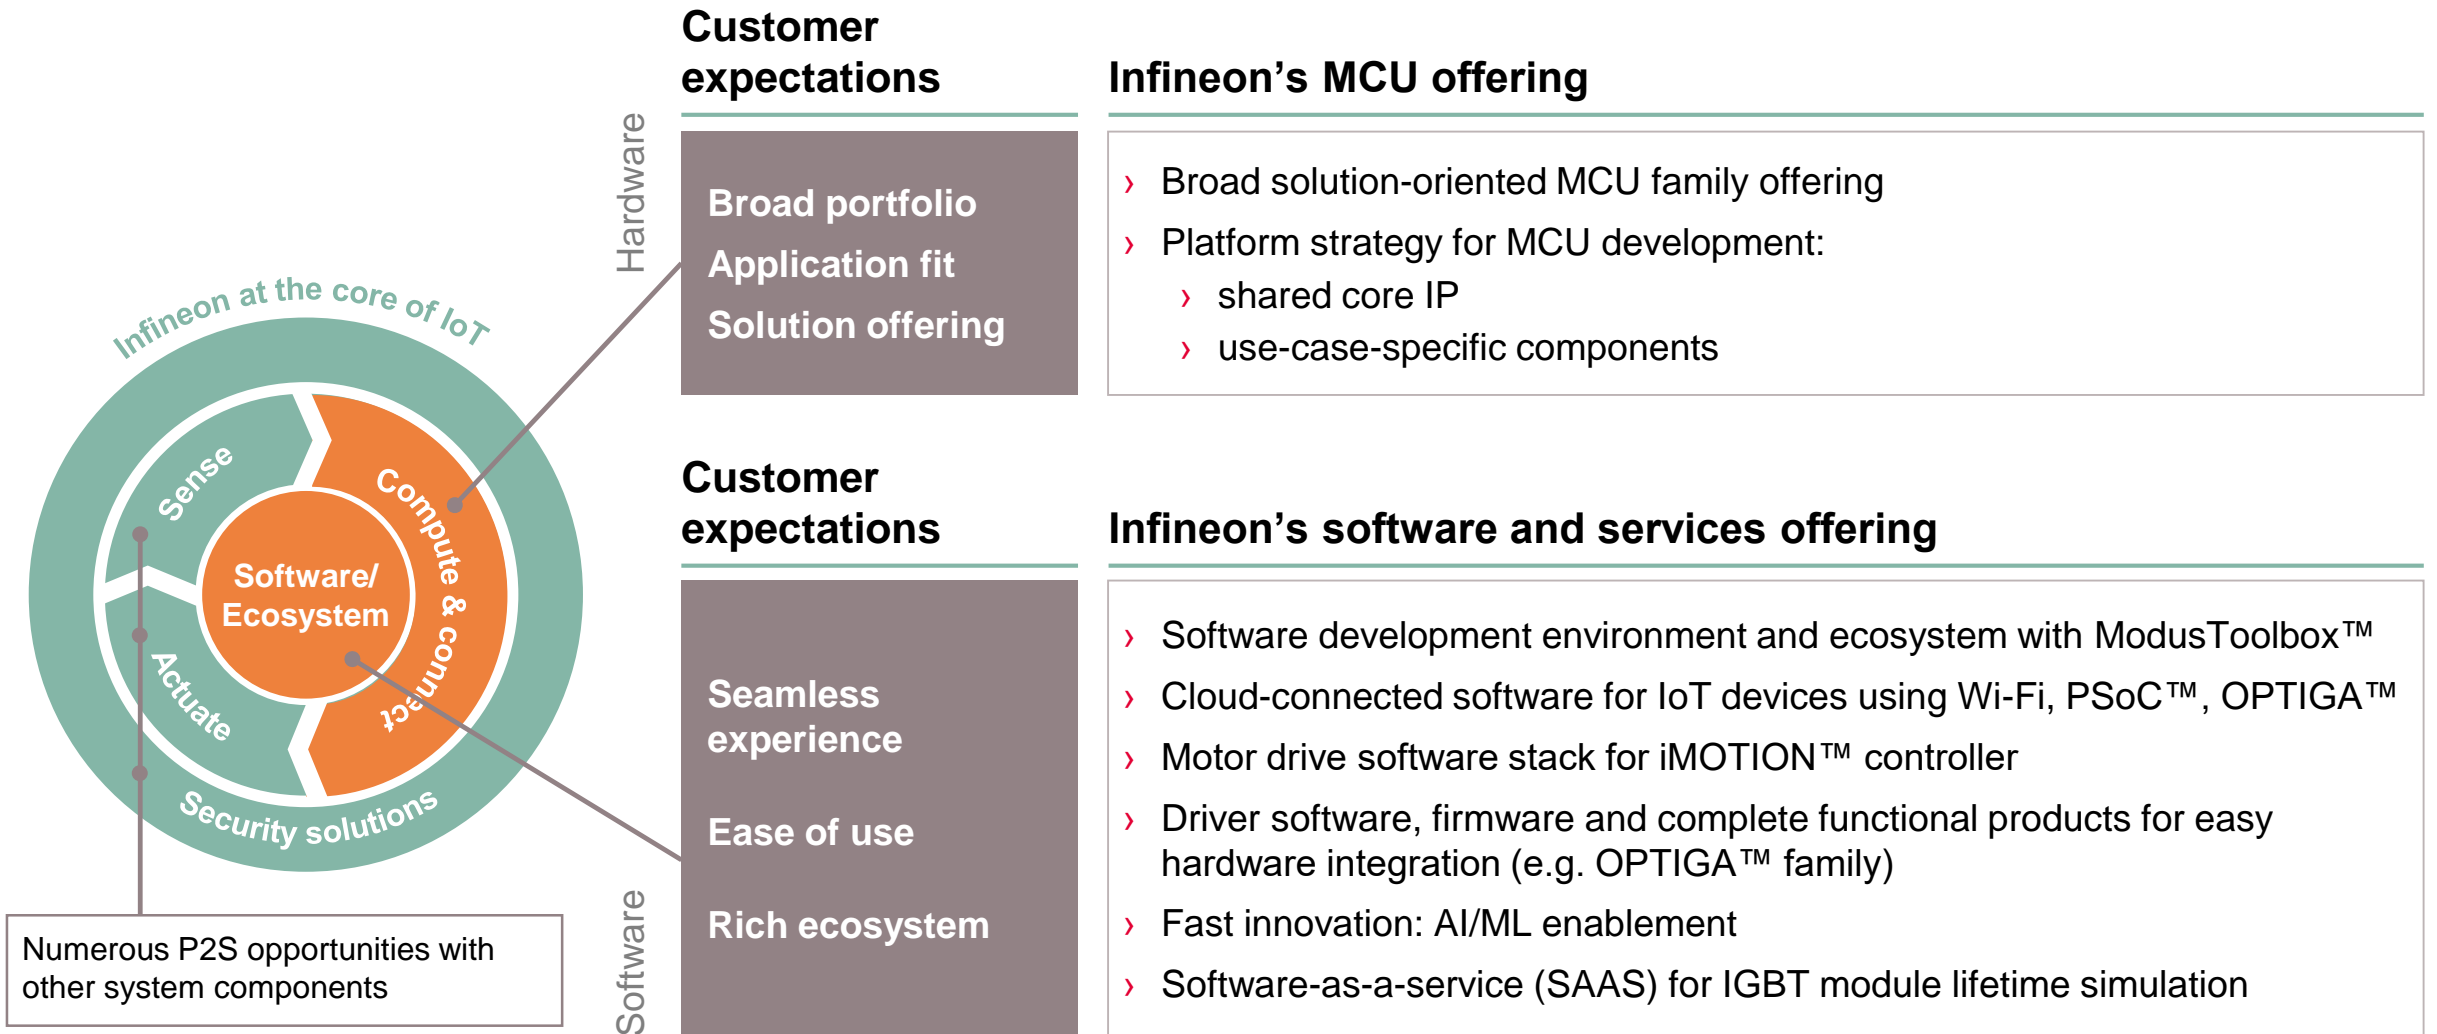 Customer
expectations
Infineon's MCU offering
Hardware
Broad portfolio
Application fit
Solution offering
› Broad solution-oriented MCU family offering
› Platform strategy for MCU development:
› shared core IP
› use-case-specific components
Infineon at the core of IoT
Sense
Compute & connect
Software/
Ecosystem
Actuate
Security solutions
Numerous P2S opportunities with
other system components
Customer
expectations
Infineon's software and services offering
Software
Seamless
experience
Ease of use
Rich ecosystem
› Software development environment and ecosystem with ModusToolbox™
› Cloud-connected software for IoT devices using Wi-Fi, PSoC™, OPTIGA™
› Motor drive software stack for iMOTION™ controller
› Driver software, firmware and complete functional products for easy
hardware integration (e.g. OPTIGA™ family)
› Fast innovation: AI/ML enablement
› Software-as-a-service (SAAS) for IGBT module lifetime simulation